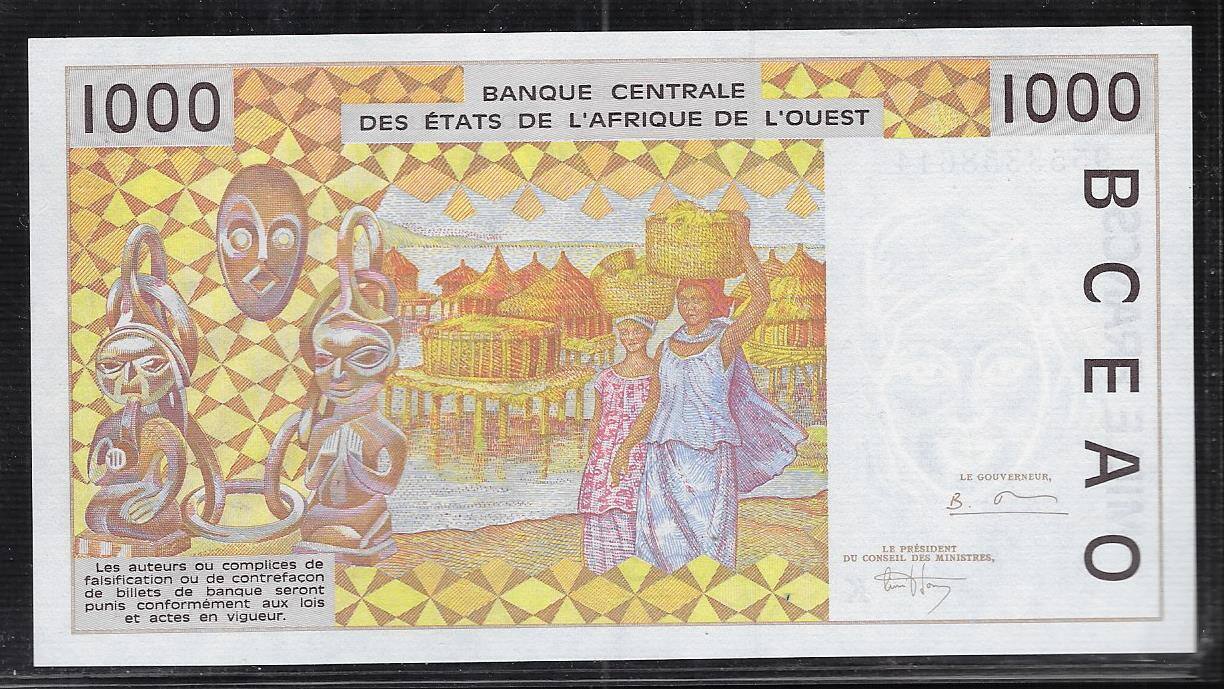 1000
BANQUE CENTRALE
DES ÉTATS DE L'AFRIQUE DE L'OUEST
1000
BCEAO
LE GOUVERNEUR,
LE PRÉSIDENT
DU CONSEIL DES MINISTRES,
Les auteurs ou complices de
falsification ou de contrefacon
de billets de banque seront
punis conformément aux lois
et actes en vigueur.